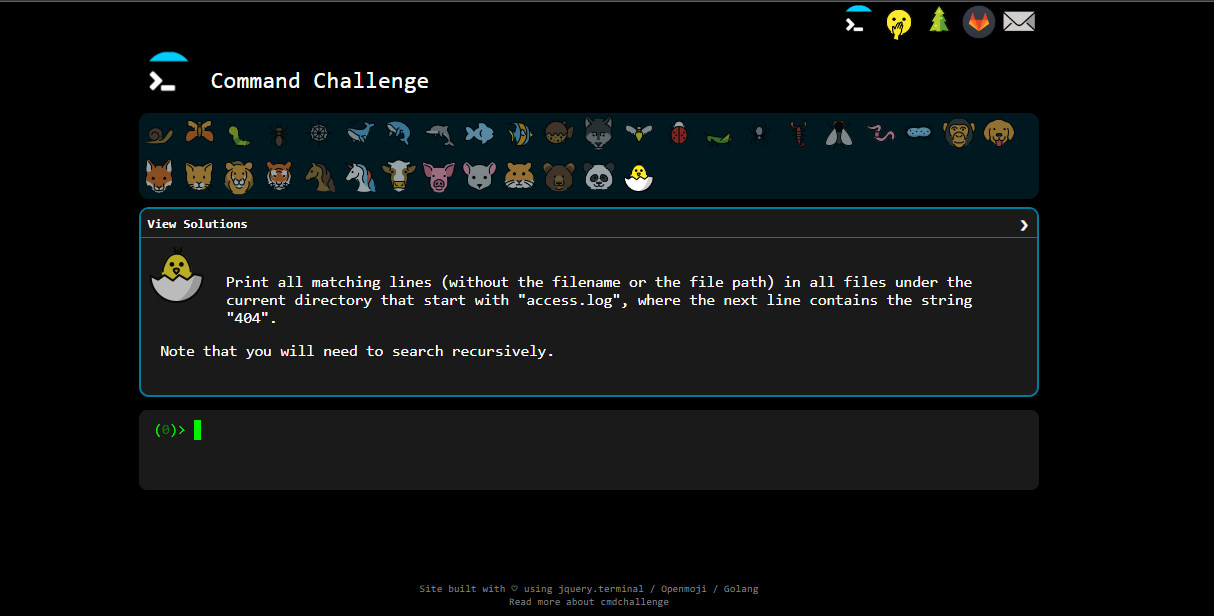 Command Challenge
View Solutions
Print all matching lines (without the filename or the file path) in all files under the
current directory that start with "access.log", where the next line contains the string
"404".
Note that you will need to search recursively.
(0)>
Site built with ♡ using jquery.terminal / Openmoji / Golang
Read more about cmdchallenge